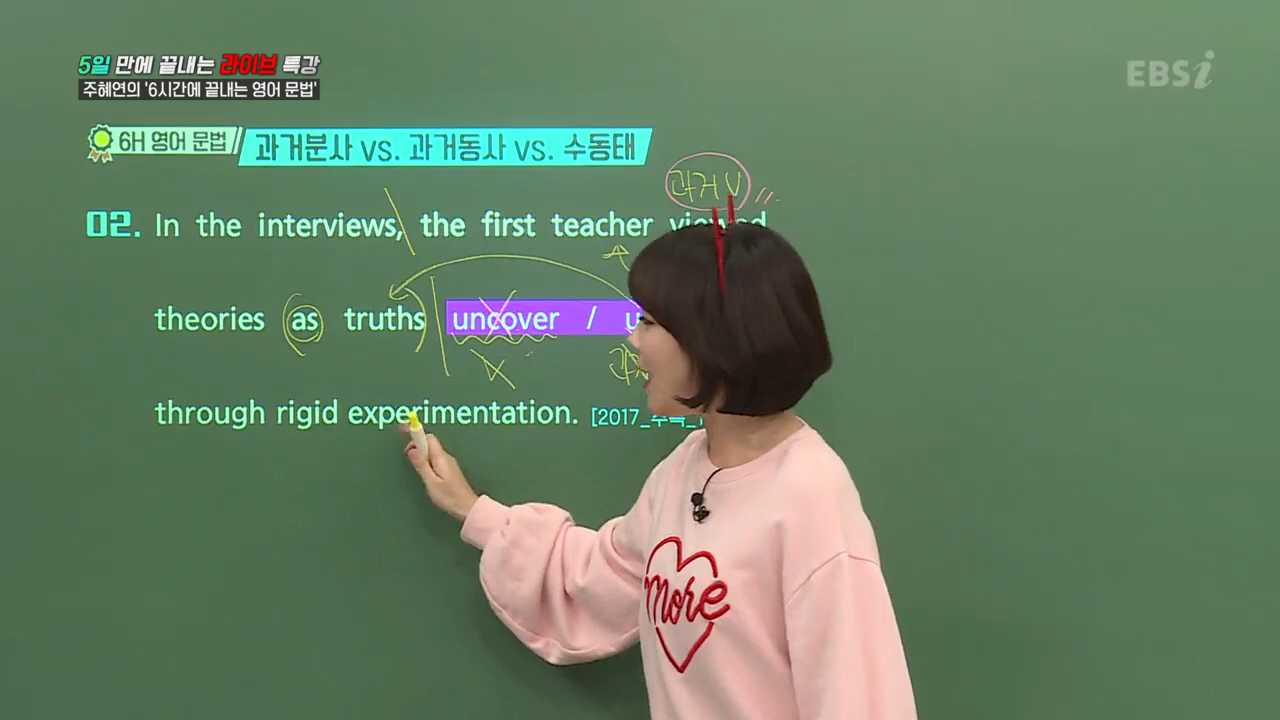 5일 만에 끝내는 라이브 특강
주혜연의 '6시간에 끝내는 영어 문법'
EBSi
6H 영어 문법
과거분사 vs. 과거동사 vs. 수동태
과거 V
02. In the interviews, the first teacher viewed
theories as truths uncover /
through rigid experimentation. [2017_
More